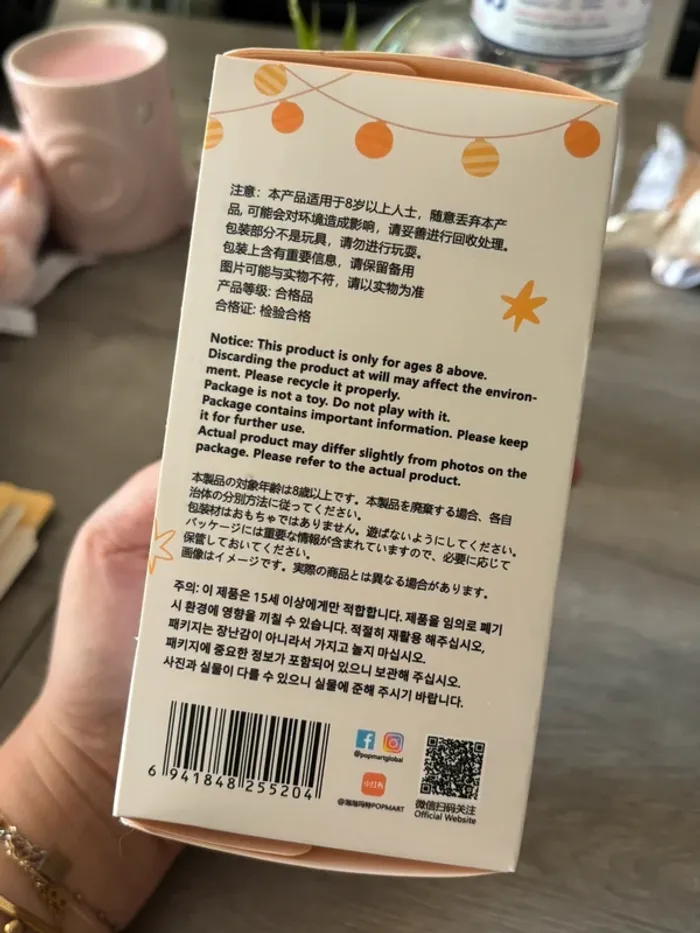 注意：本产品适用于8岁以上人士，随意丢弃本产
品, 可能会对环境造成影响，请妥善进行回收处理。
包装部分不是玩具，请勿进行玩耍。
包装上含有重要信息，请保留备用
图片可能与实物不符，请以实物为准
产品等级: 合格品
合格证: 检验合格
Notice: This product is only for ages 8 above.
Discarding the product at will may affect the environ-
ment. Please recycle it properly.
Package is not a toy. Do not play with it.
Package contains important information. Please keep
it for further use.
Actual product may differ slightly from photos on the
package. Please refer to the actual product.
本製品の対象年齢は8歳以上です。本製品を廃棄する場合、各自
治体の分別方法に従ってください。
包装材はおもちゃではありません。遊ばないようにしてください。
パッケージには重要な情報が含まれていますので、必要に応じて
保管しておいてください。
画像はイメージです。実際の商品とは異なる場合があります。
주의: 이 제품은 15세 이상에게만 적합합니다. 제품을 임의로 폐기
시 환경에 영향을 끼칠 수 있습니다. 적절히 재활용 해주십시오,
패키지는 장난감이 아니라서 가지고 놀지 마십시오.
패키지에 중요한 정보가 포함되어 있으니 보관해 주십시오.
사진과 실물이 다를 수 있으니 실물에 준해 주시기 바랍니다.
6 941848 255204
@popmartglobal
小红书
@泡泡玛特POPMART
微信扫码关注
Official Website